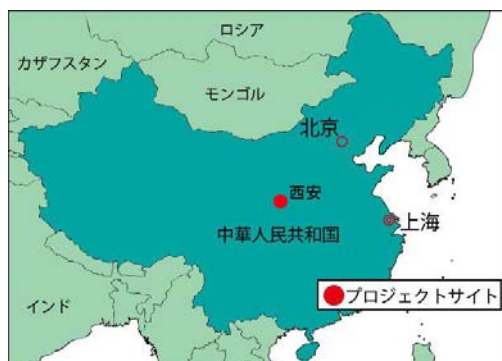 ロシア
カザフスタン
モンゴル
北京
西安
上海
中華人民共和国
インド
プロジェクトサイト